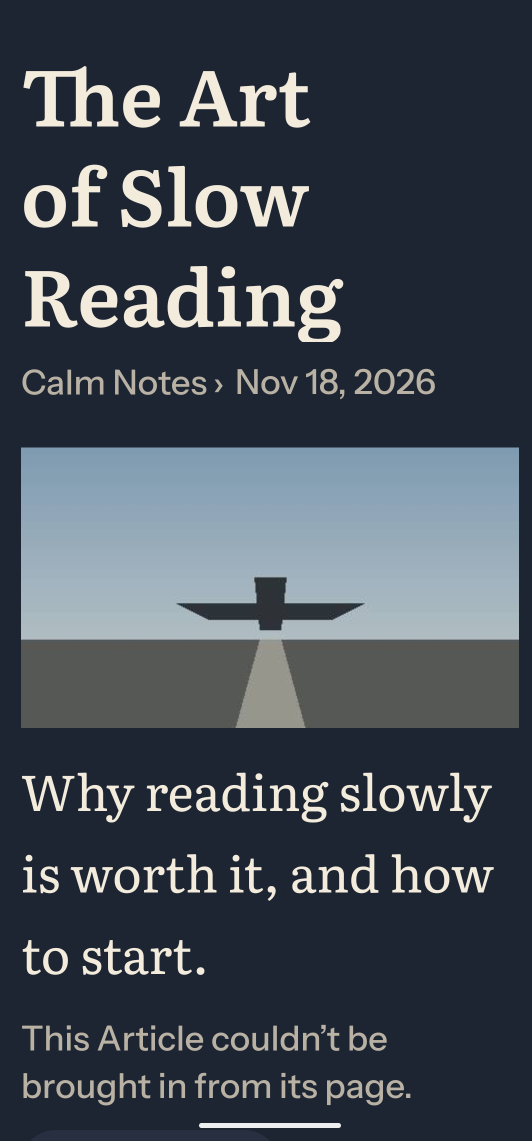 The Art
of Slow
Reading
Calm Notes › Nov 18, 2026
Why reading slowly
is worth it, and how
to start.
This Article couldn’t be
brought in from its page.